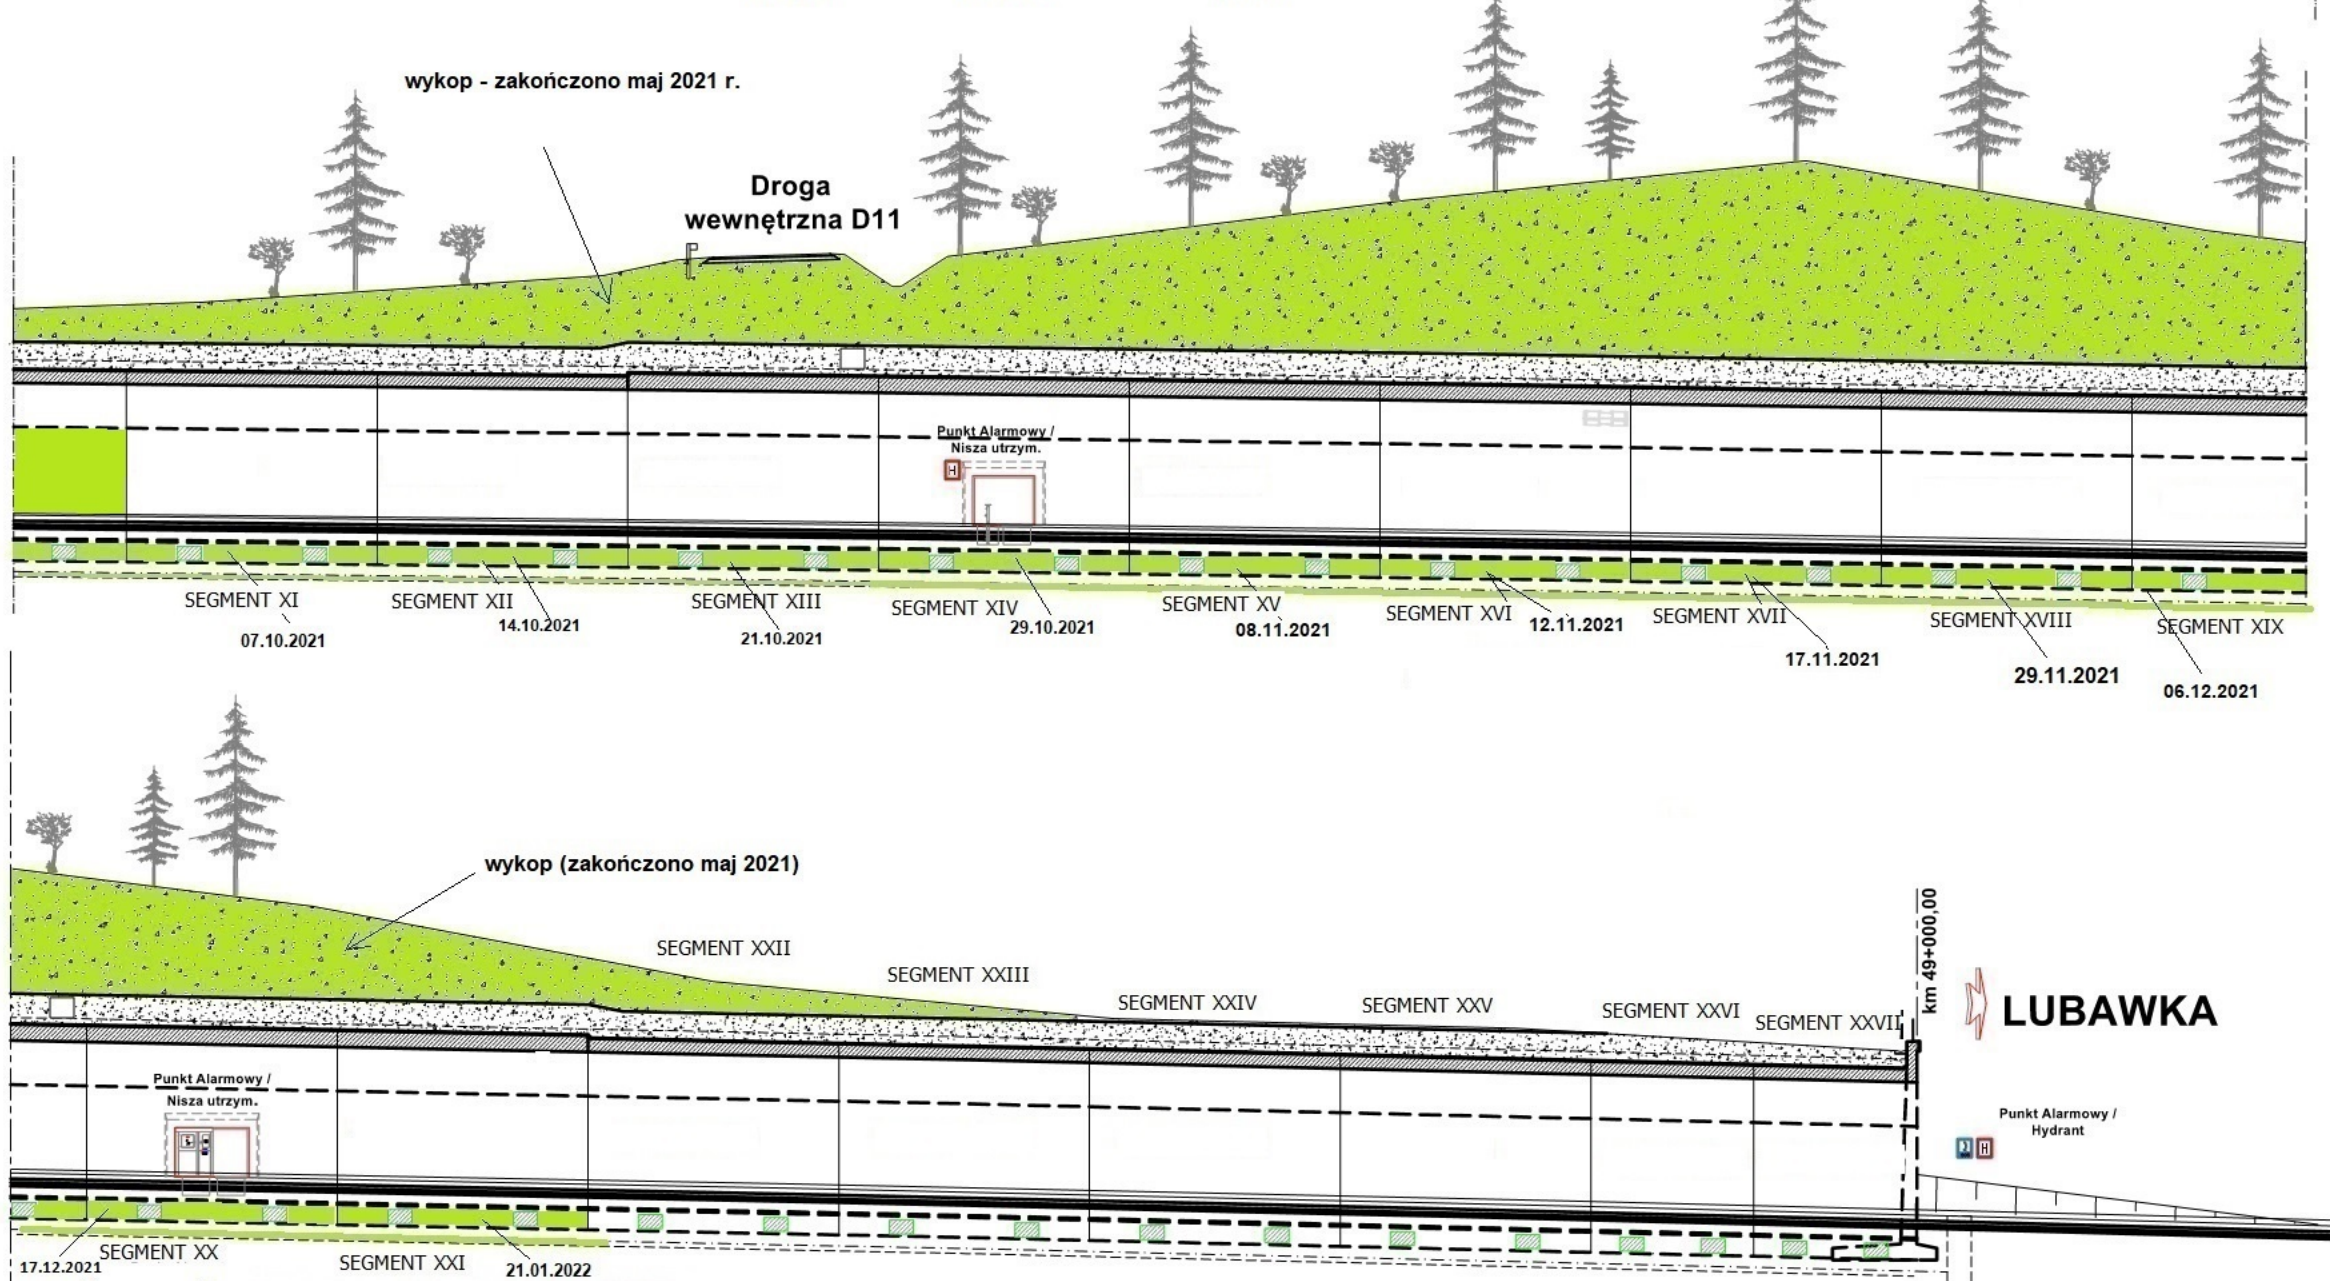 wykop - zakończono maj 2021 r.
Droga
wewnętrzna D11
Punkt Alarmowy /
Nisza utrzym.
H
SEGMENT XI
SEGMENT XII
SEGMENT XIII
SEGMENT XIV
SEGMENT XV
SEGMENT XVI
SEGMENT XVII
SEGMENT XVIII
SEGMENT XIX
07.10.2021
14.10.2021
21.10.2021
29.10.2021
08.11.2021
12.11.2021
17.11.2021
29.11.2021
06.12.2021
wykop (zakończono maj 2021)
SEGMENT XXII
SEGMENT XXIII
SEGMENT XXIV
SEGMENT XXV
SEGMENT XXVI
SEGMENT XXVII
km 49+000,00
LUBAWKA
Punkt Alarmowy /
Nisza utrzym.
Punkt Alarmowy /
Hydrant
H
17.12.2021
SEGMENT XX
SEGMENT XXI
21.01.2022